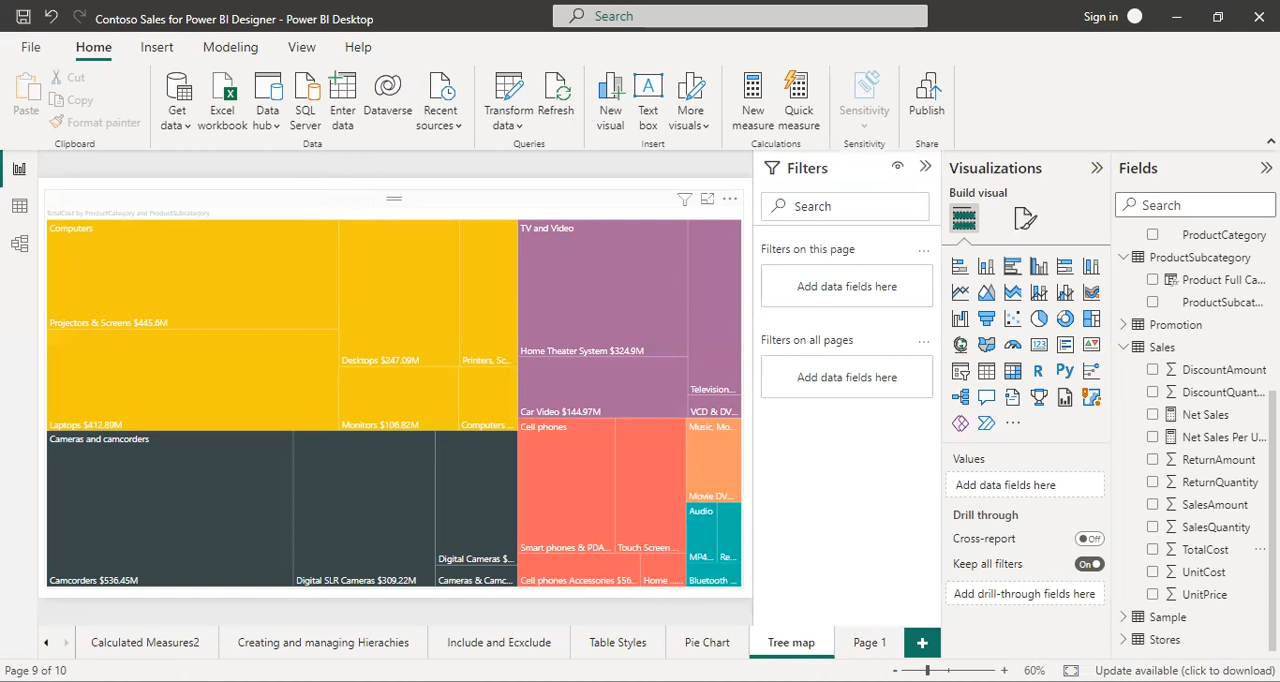 Contoso Sales for Power BI Designer - Power BI Desktop
Search
Sign in
File
Home
Insert
Modeling
View
Help
Paste
Cut
Copy
Format painter
Clipboard
Get data
Excel workbook
Data hub
SQL Server
Enter data
Dataverse
Recent sources
Data
Transform data
Refresh
Queries
New visual
Text box
More visuals
Insert
New measure
Quick measure
Calculations
Sensitivity
Sensitivity
Publish
Share
TotalCost by ProductCategory and ProductSubcategory
Computers
Projectors & Screens $445.6M
Laptops $412.89M
Desktops $247.09M
Printers, Sc...
Monitors $106.82M
Computers ...
TV and Video
Home Theater System $324.9M
Television...
Car Video $144.97M
VCD & DV...
Cameras and camcorders
Camcorders $536.45M
Digital SLR Cameras $309.22M
Digital Cameras $...
Cameras & Camc...
Cell phones
Smart phones & PDA...
Touch Screen ...
Cell phones Accessories $56...
Home ...
Music, Mo...
Movie DV...
Audio
MP4...
Re...
Bluetooth ...
Filters
Search
Filters on this page
Add data fields here
Filters on all pages
Add data fields here
Visualizations
Build visual
R
Py
123
Values
Add data fields here
Drill through
Cross-report
Off
Keep all filters
On
Add drill-through fields here
Fields
Search
ProductCategory
ProductSubcategory
Product Full Ca...
ProductSubcat...
Promotion
Sales
DiscountAmount
DiscountQuant...
Net Sales
Net Sales Per U...
ReturnAmount
ReturnQuantity
SalesAmount
SalesQuantity
TotalCost
UnitCost
UnitPrice
Sample
Stores
Calculated Measures2
Creating and managing Hierachies
Include and Ecxclude
Table Styles
Pie Chart
Tree map
Page 1
Page 9 of 10
60%
Update available (click to download)